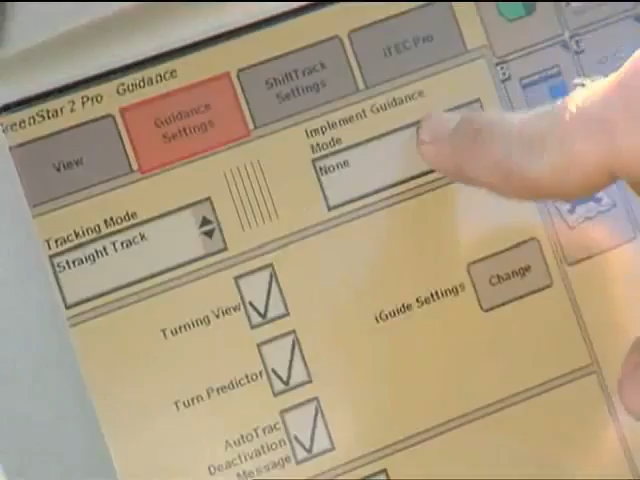 GreenStar 2 Pro Guidance
View
Guidance
Settings
ShiftTrack
Settings
iTEC Pro
Implement Guidance
Mode
None
Tracking Mode
Straight Track
Turning View
iGuide Settings
Change
Turn Predictor
AutoTrac
Deactivation
Message
B
C